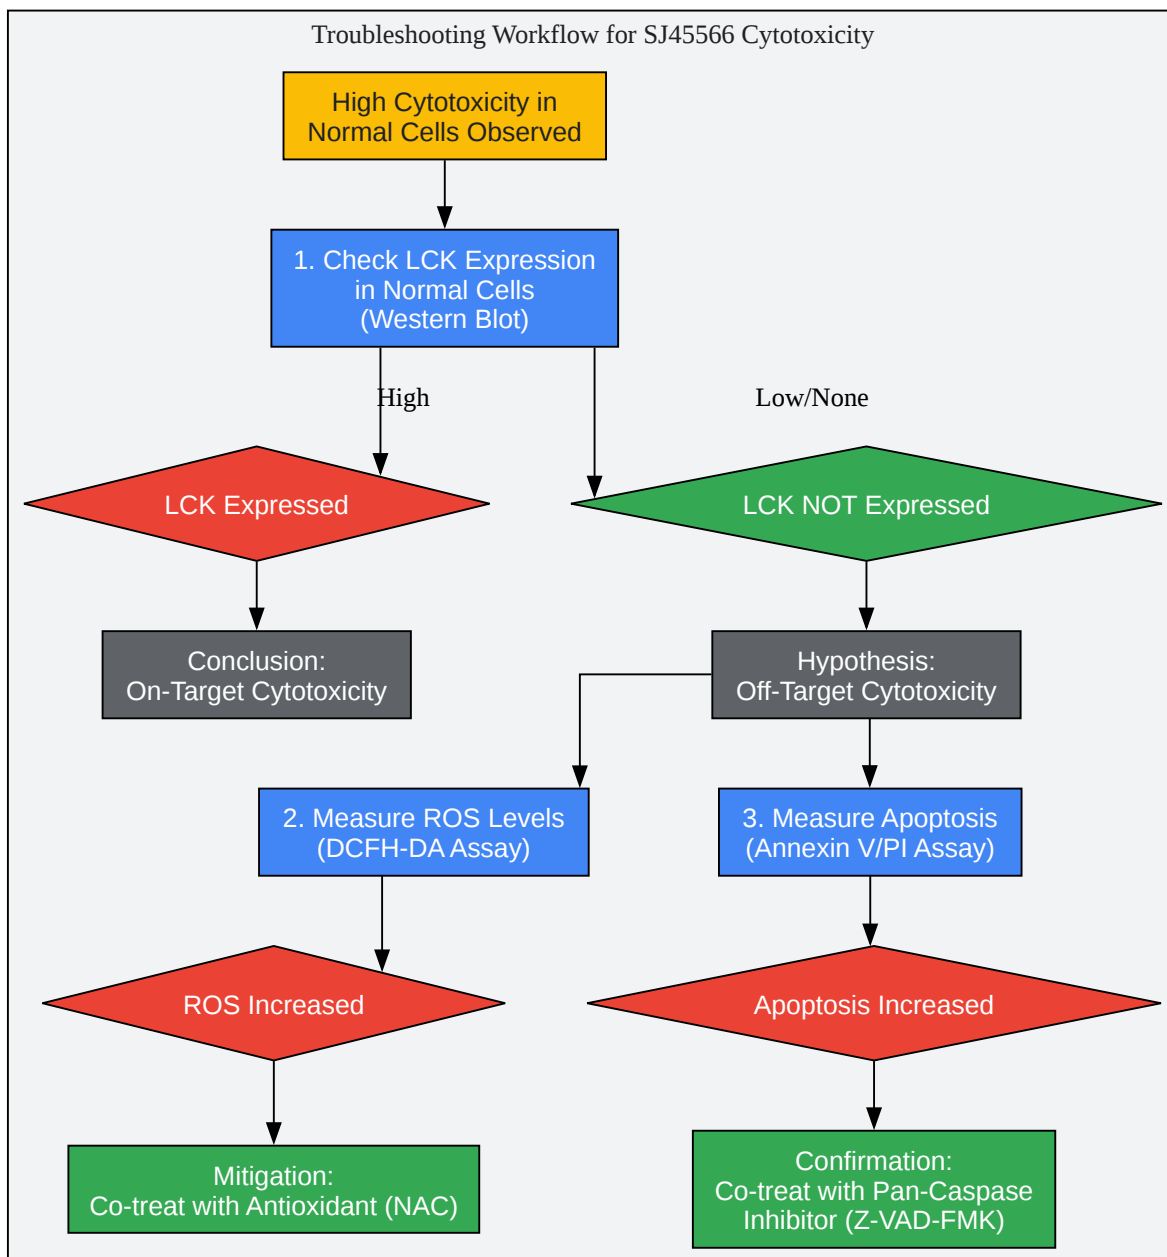 Troubleshooting Workflow for SJ45566 Cytotoxicity
High Cytotoxicity in
Normal Cells Observed
1. Check LCK Expression
in Normal Cells
(Western Blot)
High
Low/None
LCK Expressed
LCK NOT Expressed
Conclusion:
On-Target Cytotoxicity
Hypothesis:
Off-Target Cytotoxicity
2. Measure ROS Levels
(DCFH-DA Assay)
3. Measure Apoptosis
(Annexin V/PI Assay)
ROS Increased
Apoptosis Increased
Mitigation:
Co-treat with Antioxidant (NAC)
Confirmation:
Co-treat with Pan-Caspase
Inhibitor (Z-VAD-FMK)